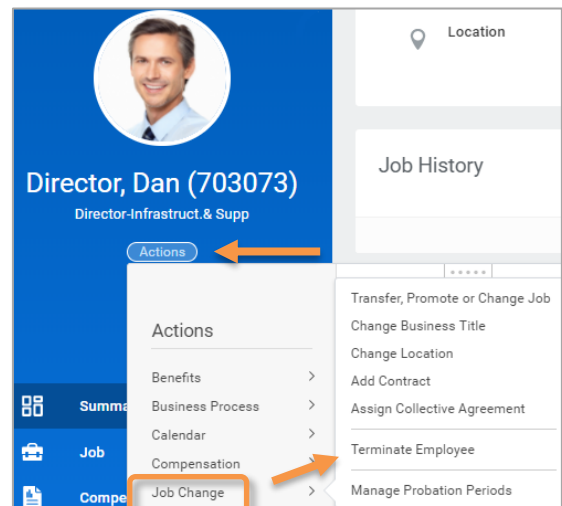 Location
Job History
Director, Dan (703073)
Director-Infrastruct.& Supp
Actions
Actions
Benefits
Business Process
Calendar
Compensation
Job Change
Transfer, Promote or Change Job
Change Business Title
Change Location
Add Contract
Assign Collective Agreement
Terminate Employee
Manage Probation Periods
Summa
Job
Compe